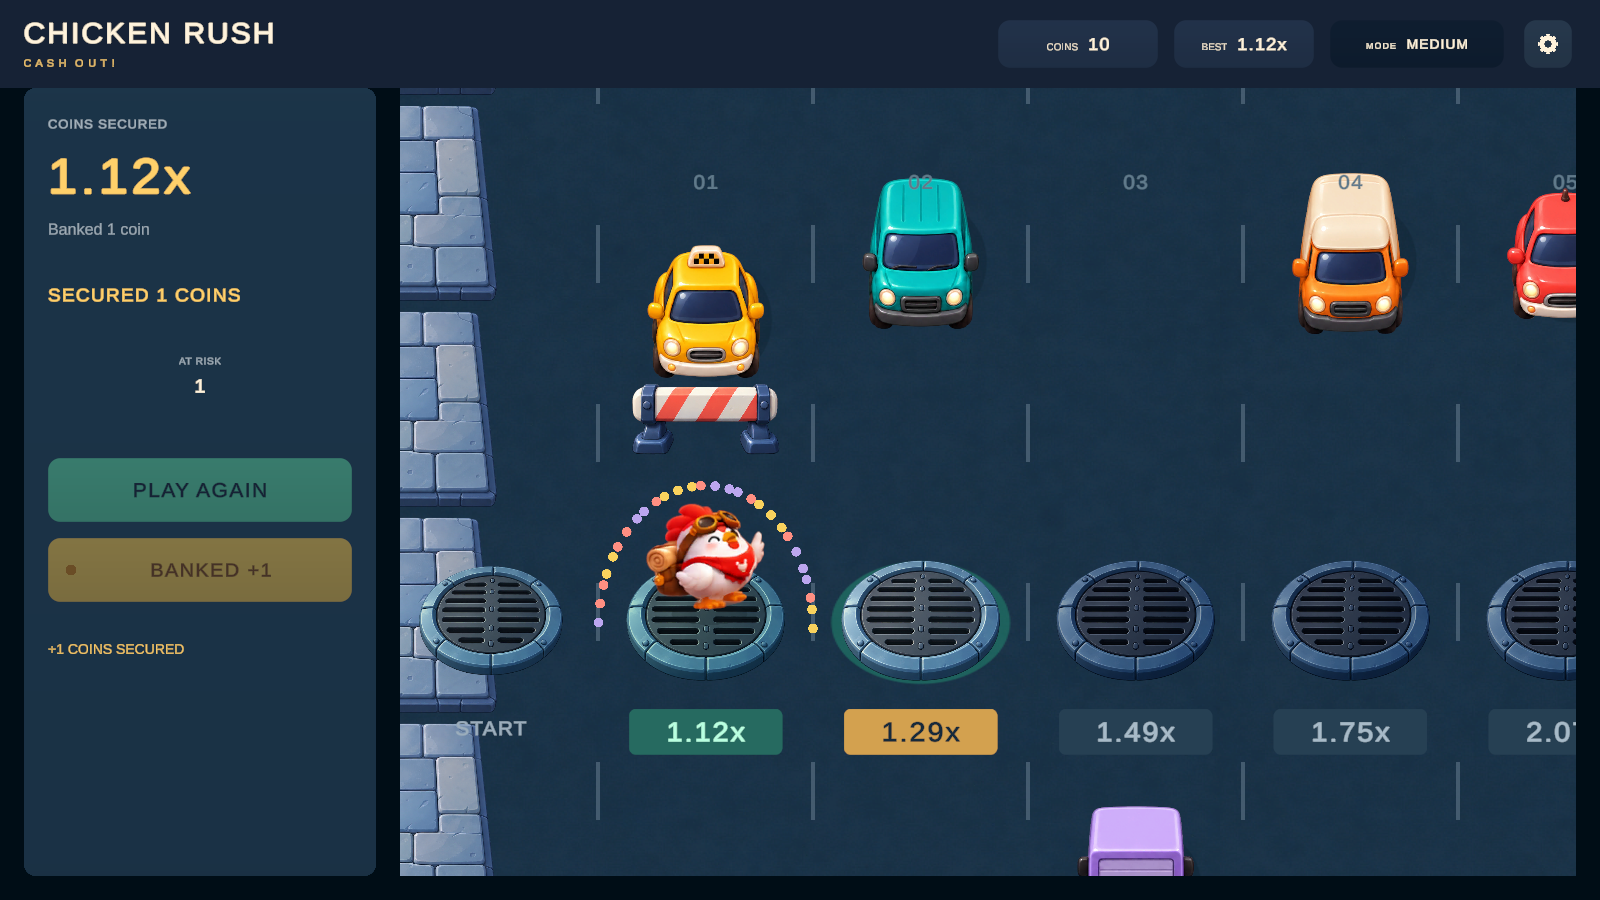 CHICKEN RUSH
CASH OUT!
COINS 10
BEST 1.12x
MODE MEDIUM
COINS SECURED
1.12x
Banked 1 coin
SECURED 1 COINS
AT RISK
1
PLAY AGAIN
BANKED +1
+1 COINS SECURED
01
02
03
04
05
START
1.12x
1.29x
1.49x
1.75x